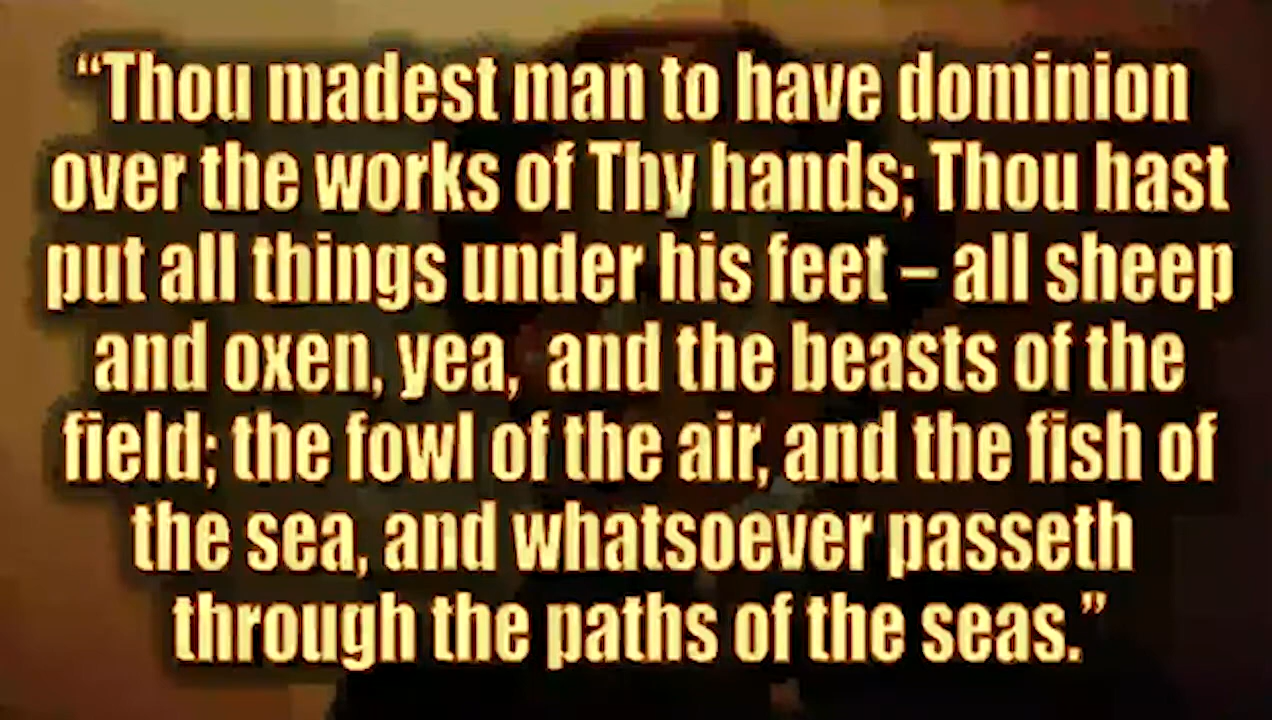 “Thou madest man to have dominion
over the works of Thy hands; Thou hast
put all things under his feet – all sheep
and oxen, yea, and the beasts of the
field; the fowl of the air, and the fish of
the sea, and whatsoever passeth
through the paths of the seas.”